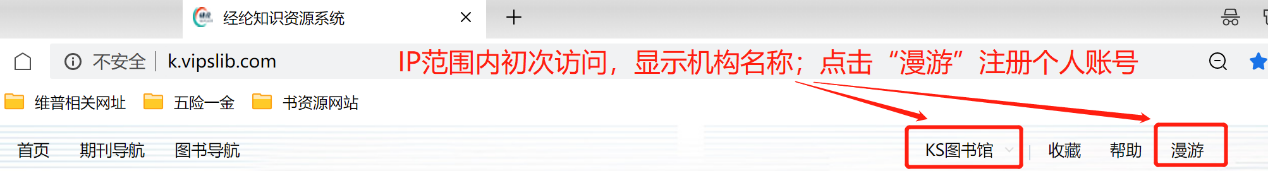 经纶知识资源系统
不安全 k.vipslib.com IP范围内初次访问，显示机构名称；点击“漫游”注册个人账号
维普相关网址 五险一金 书资源网站
首页 期刊导航 图书导航 KS图书馆 收藏 帮助 漫游